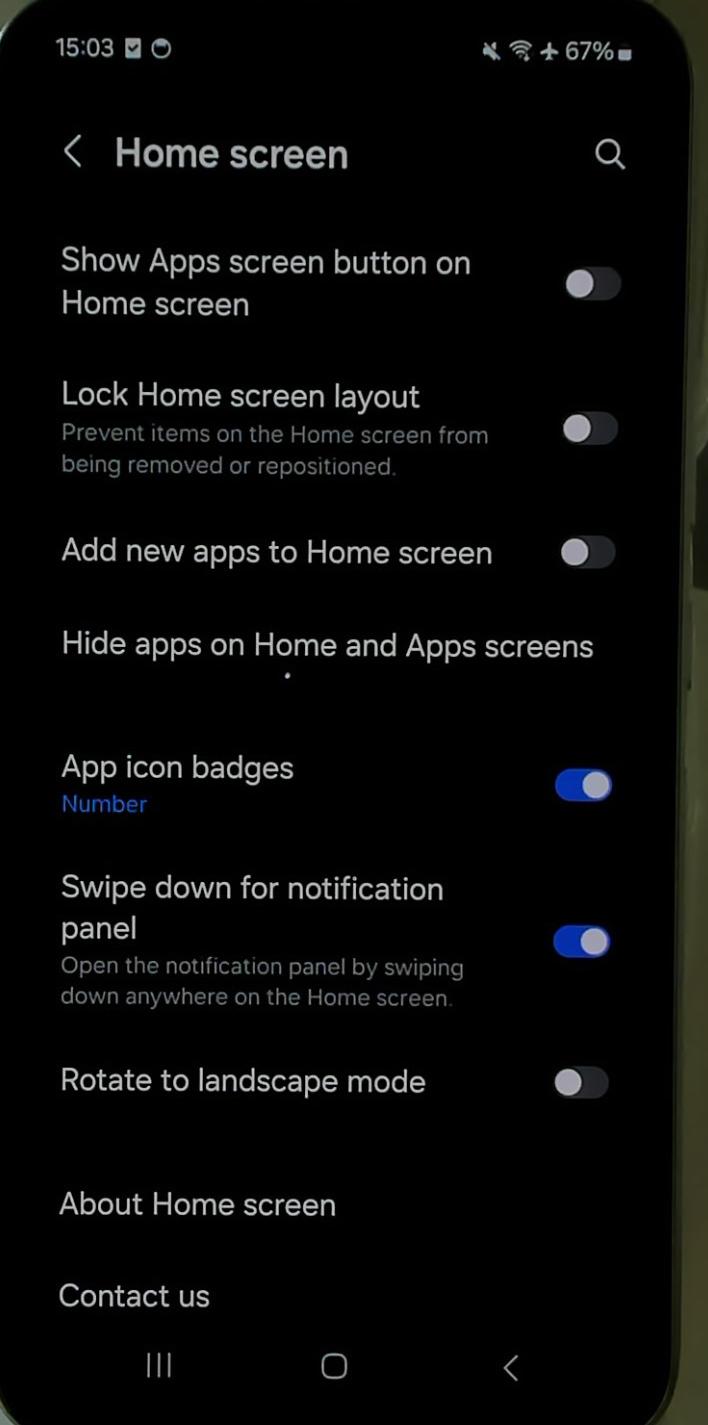 15:03
67%
Home screen
Show Apps screen button on
Home screen
Lock Home screen layout
Prevent items on the Home screen from
being removed or repositioned.
Add new apps to Home screen
Hide apps on Home and Apps screens
App icon badges
Number
Swipe down for notification
panel
Open the notification panel by swiping
down anywhere on the Home screen.
Rotate to landscape mode
About Home screen
Contact us